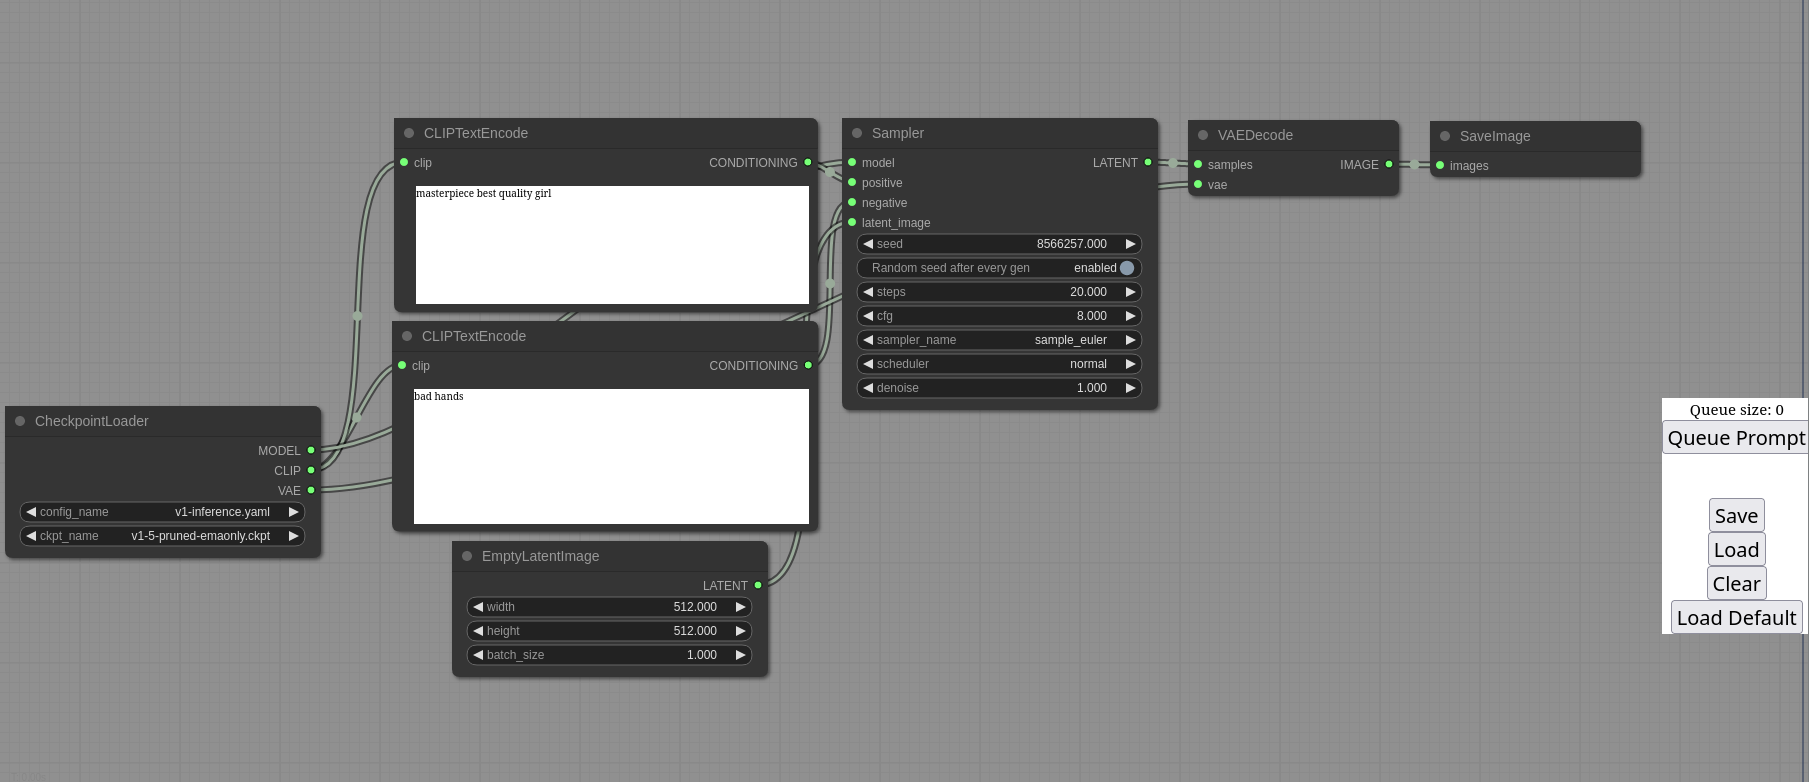 CLIPTextEncode
clip
CONDITIONING
masterpiece best quality girl
CLIPTextEncode
clip
CONDITIONING
bad hands
CheckpointLoader
MODEL
CLIP
VAE
config_name v1-inference.yaml
ckpt_name v1-5-pruned-emaonly.ckpt
EmptyLatentImage
LATENT
width 512.000
height 512.000
batch_size 1.000
Sampler
model LATENT
positive
negative
latent_image
seed 8566257.000
Random seed after every gen enabled
steps 20.000
cfg 8.000
sampler_name sample_euler
scheduler normal
denoise 1.000
VAEDecode
samples IMAGE
vae
SaveImage
images
Queue size: 0
Queue Prompt
Save
Load
Clear
Load Default